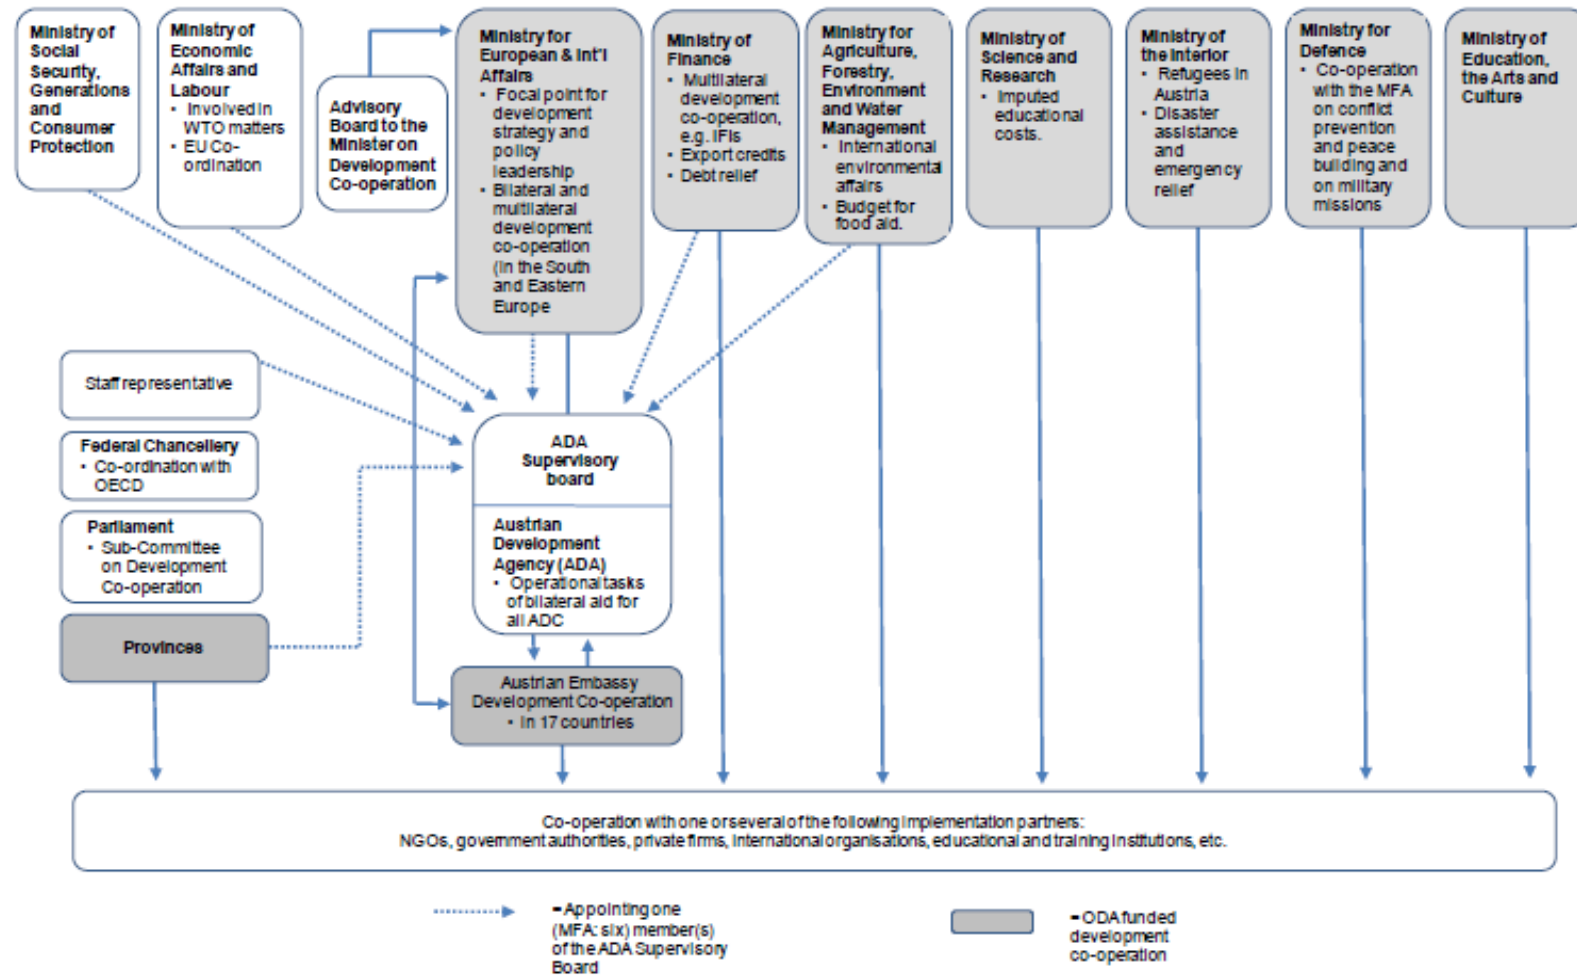 Ministry of
Social
Security,
Generations
and
Consumer
Protection
Ministry of
Economic
Affairs and
Labour
• Involved in
WTO matters
• EU Co-
ordination
Advisory
Board to the
Minister on
Development
Co-operation
Ministry for
European & Int'l
Affairs
• Focal point for
development
strategy and
policy
leadership
• Bilateral and
multilateral
development
co-operation
(in the South
and Eastern
Europe
Ministry of
Finance
• Multilateral
development
co-operation,
e.g. IFIs
• Export credits
• Debt relief
Ministry for
Agriculture,
Forestry,
Environment
and Water
Management
• International
environmental
affairs
• Budget for
food aid.
Ministry of
Science and
Research
• Imputed
educational
costs.
Ministry of
the Interior
• Refugees in
Austria
• Disaster
assistance
and
emergency
relief
Ministry for
Defence
• Co-operation
with the MFA
on conflict
prevention
and peace
building and
on military
missions
Ministry of
Education,
the Arts and
Culture
Staff representative
Federal Chancellery
• Co-ordination with
OECD
Parliament
• Sub-Committee
on Development
Co-operation
Provinces
ADA
Supervisory
board
Austrian
Development
Agency (ADA)
• Operational tasks
of bilateral aid for
all ADC
Austrian Embassy
Development Co-operation
• In 17 countries
Co-operation with one or several of the following implementation partners:
NGOs, government authorities, private firms, international organisations, educational and training institutions, etc.
= Appointing one
(MFA: six) member(s)
of the ADA Supervisory
Board
= ODA funded
development
co-operation